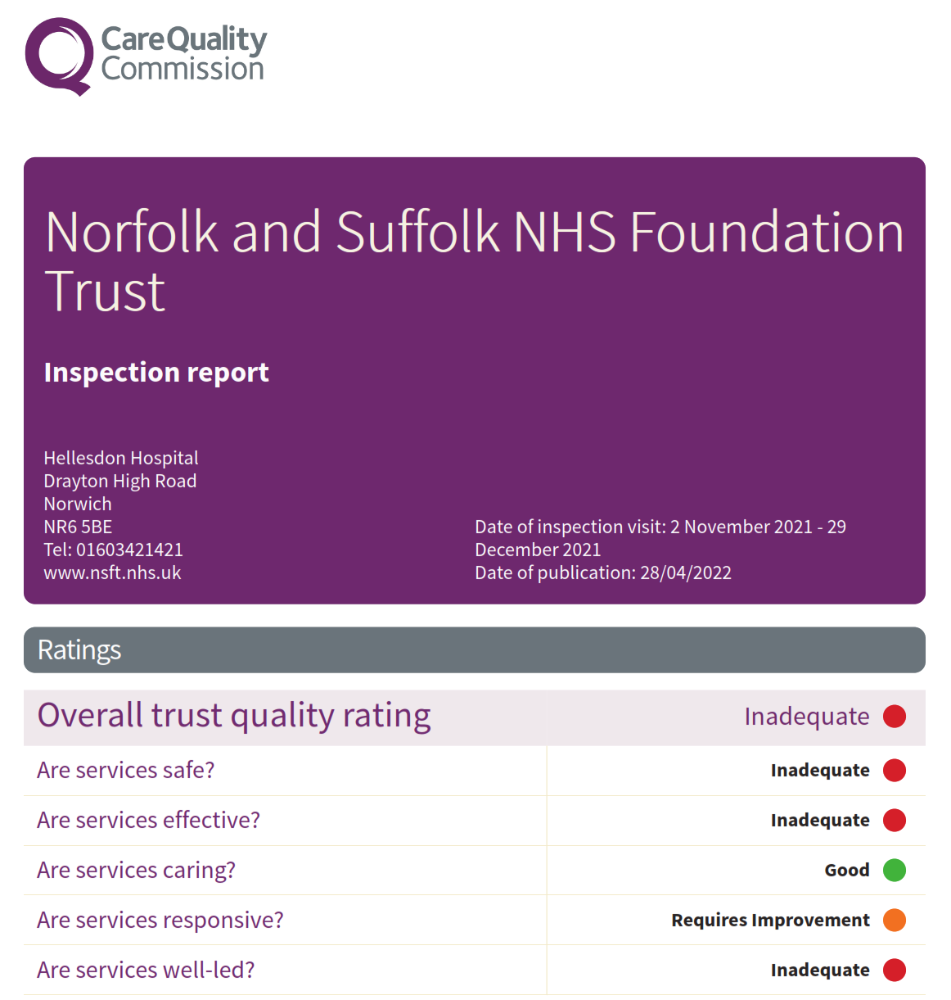 CareQuality
Commission
Norfolk and Suffolk NHS Foundation
Trust
Inspection report
Hellesdon Hospital
Drayton High Road
Norwich
NR6 5BE
Tel: 01603421421
www.nsft.nhs.uk
Date of inspection visit: 2 November 2021 - 29
December 2021
Date of publication: 28/04/2022
Ratings
Overall trust quality rating Inadequate
Are services safe? Inadequate
Are services effective? Inadequate
Are services caring? Good
Are services responsive? Requires Improvement
Are services well-led? Inadequate